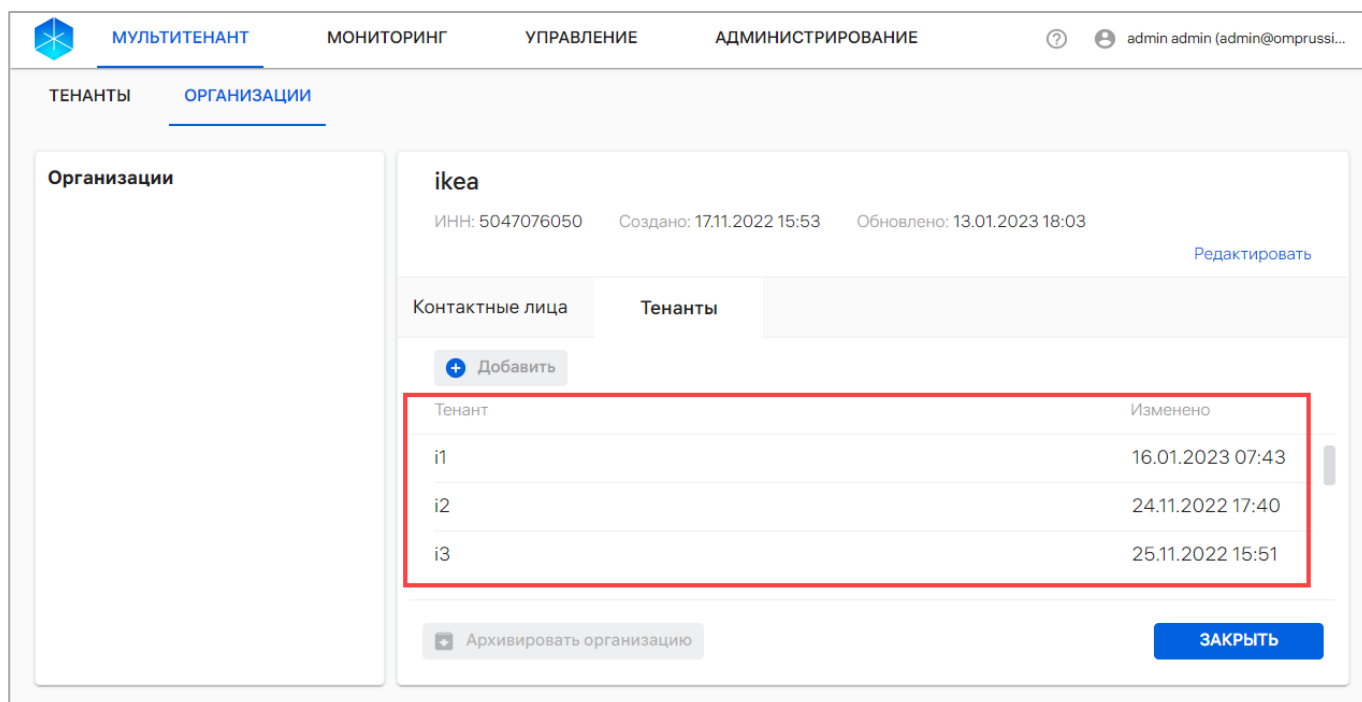 МУЛЬТИТЕНАНТ МОНИТОРИНГ УПРАВЛЕНИЕ АДМИНИСТРИРОВАНИЕ admin admin (admin@omprussi...
ТЕНАНТЫ ОРГАНИЗАЦИИ
Организации
ikea
ИНН: 5047076050 Создано: 17.11.2022 15:53 Обновлено: 13.01.2023 18:03
Редактировать
Контактные лица Тенанты
Добавить
Тенант Изменено
i1 16.01.2023 07:43
i2 24.11.2022 17:40
i3 25.11.2022 15:51
Архивировать организацию ЗАКРЫТЬ